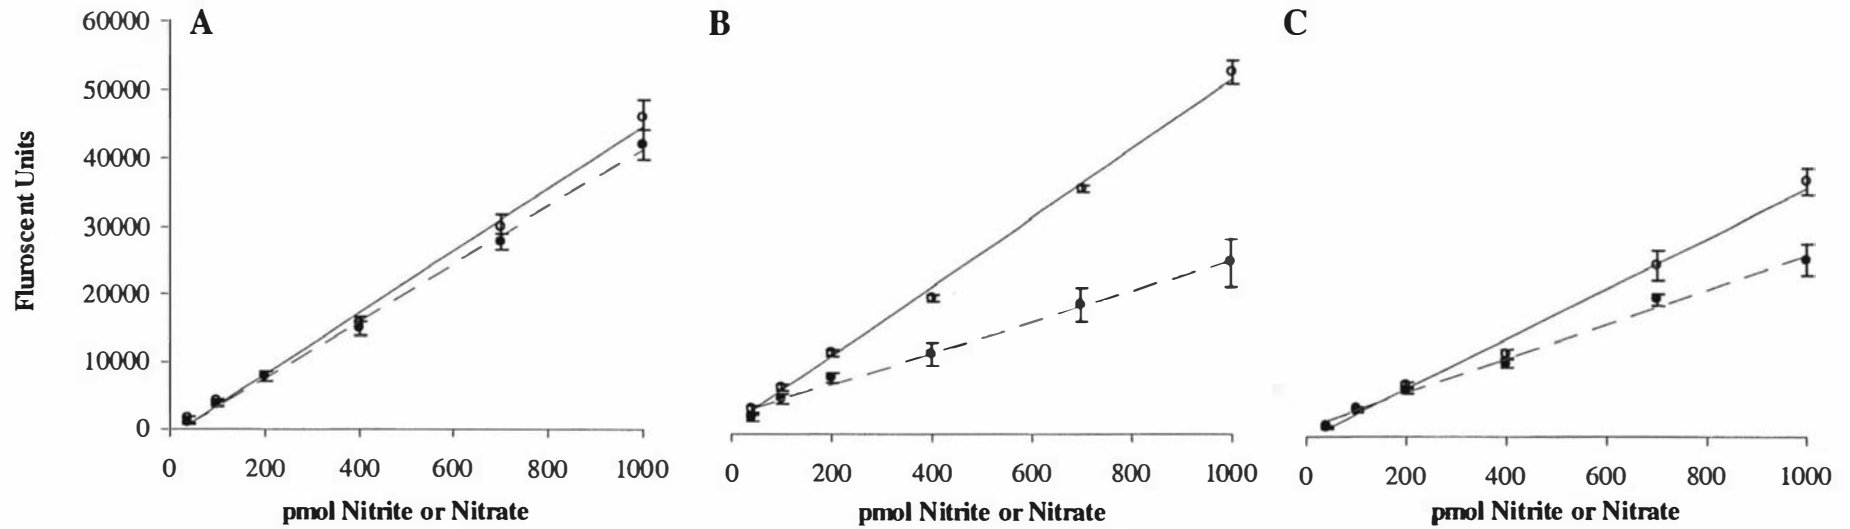 A
B
C
60000
50000
40000
30000
20000
10000
0
Fluroscent Units
0 200 400 600 800 1000
0 200 400 600 800 1000
0 200 400 600 800 1000
pmol Nitrite or Nitrate
pmol Nitrite or Nitrate
pmol Nitrite or Nitrate